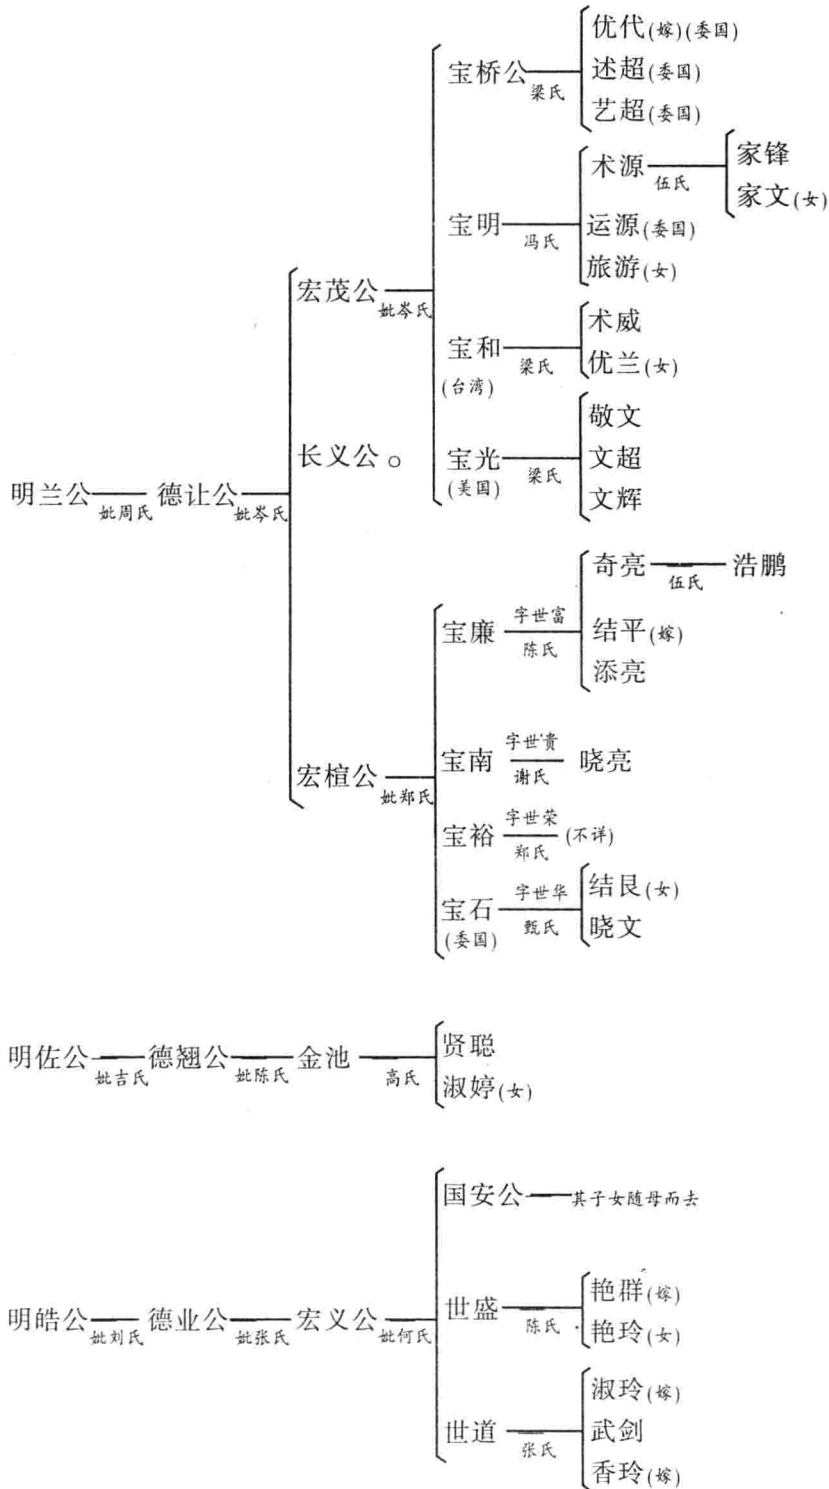 优代(嫁)(委国)
宝桥公 梁氏 述超(委国)
艺超(委国)
术源 伍氏 家锋
家文(女)
宝明 冯氏 运源(委国)
旅游(女)
宏茂公 妣岑氏
术威
宝和 梁氏
(台湾) 优兰(女)
敬文
长义公。 宝光 梁氏 文超
(美国)
文辉
明兰公 妣周氏 德让公 妣岑氏
奇亮 伍氏 浩鹏
宝廉 字世富 陈氏 结平(嫁)
添亮
宏楦公 妣郑氏 宝南 字世贵 谢氏 晓亮
宝裕 字世荣 郑氏 (不详)
结艮(女)
宝石 字世华 甄氏
(委国) 晓文
明佐公 妣吉氏 德翘公 妣陈氏 金池 高氏 贤聪
淑婷(女)
国安公 其子女随母而去
明皓公 妣刘氏 德业公 妣张氏 宏义公 妣何氏 世盛 陈氏 艳群(嫁)
艳玲(女)
淑玲(嫁)
世道 张氏 武剑
香玲(嫁)